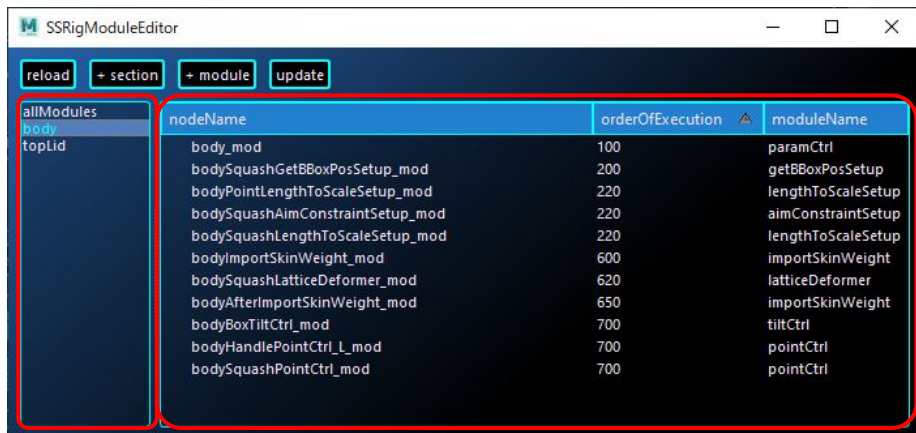 SSRigModuleEditor
reload + section + module update
allModules
body
topLid
nodeName orderOfExecution moduleName
body_mod 100 paramCtrl
bodySquashGetBBoxPosSetup_mod 200 getBBoxPosSetup
bodyPointLengthToScaleSetup_mod 220 lengthToScaleSetup
bodySquashAimConstraintSetup_mod 220 aimConstraintSetup
bodySquashLengthToScaleSetup_mod 220 lengthToScaleSetup
bodyImportSkinWeight_mod 600 importSkinWeight
bodySquashLatticeDeformer_mod 620 latticeDeformer
bodyAfterImportSkinWeight_mod 650 importSkinWeight
bodyBoxTiltCtrl_mod 700 tiltCtrl
bodyHandlePointCtrl_L_mod 700 pointCtrl
bodySquashPointCtrl_mod 700 pointCtrl